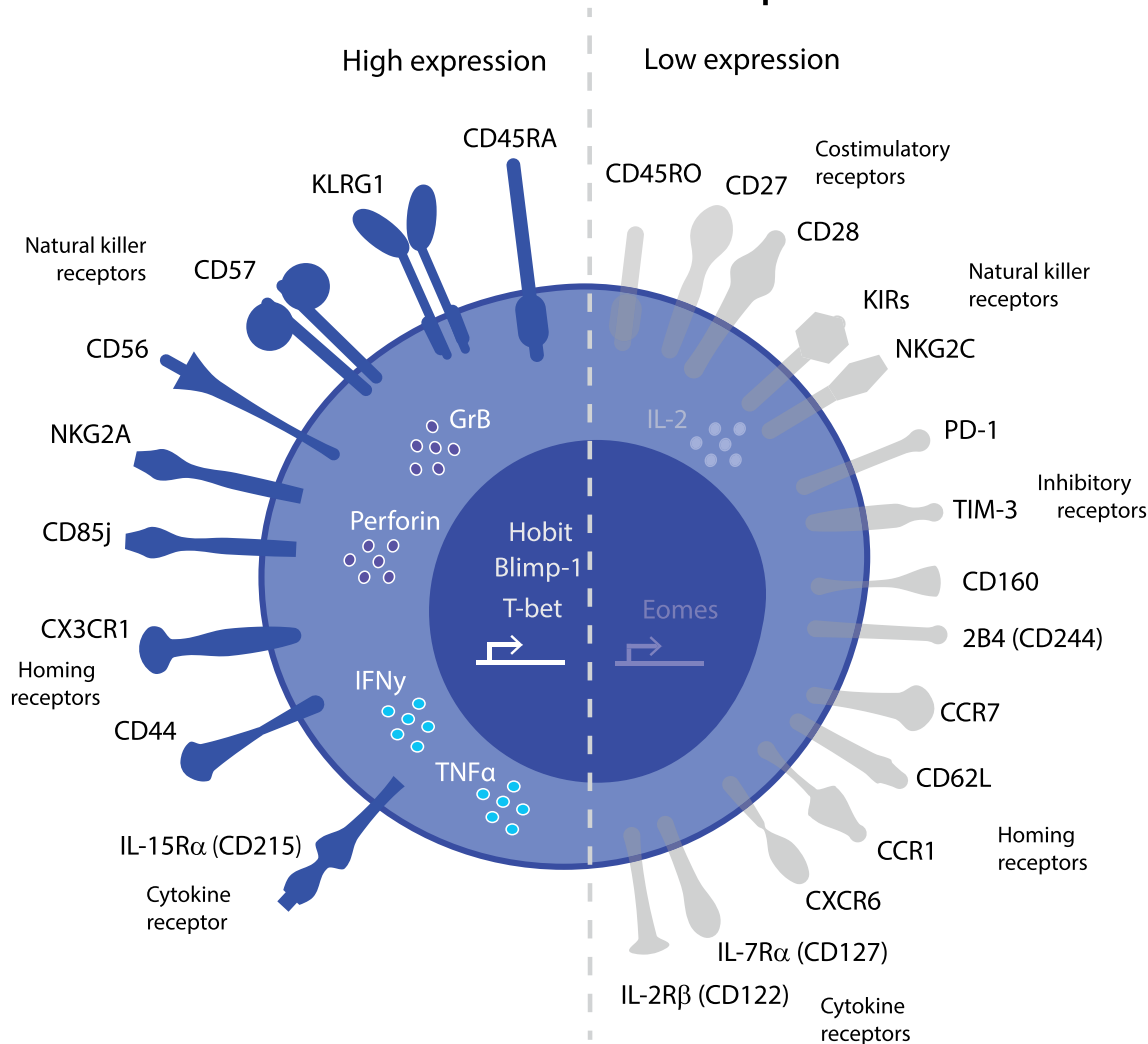 High expression
Low expression
CD45RA
KLRG1
Natural killer
receptors
CD57
CD56
NKG2A
CD85j
CX3CR1
Homing
receptors
CD44
IL-15Rα (CD215)
Cytokine
receptor
GrB
Perforin
IFNy
TNFα
Hobit
Blimp-1
T-bet
Eomes
IL-2
CD45RO
CD27
Costimulatory
receptors
CD28
KIRs
Natural killer
receptors
NKG2C
PD-1
TIM-3
Inhibitory
receptors
CD160
2B4 (CD244)
CCR7
CD62L
CCR1
Homing
receptors
CXCR6
IL-7Rα (CD127)
IL-2Rβ (CD122)
Cytokine
receptors